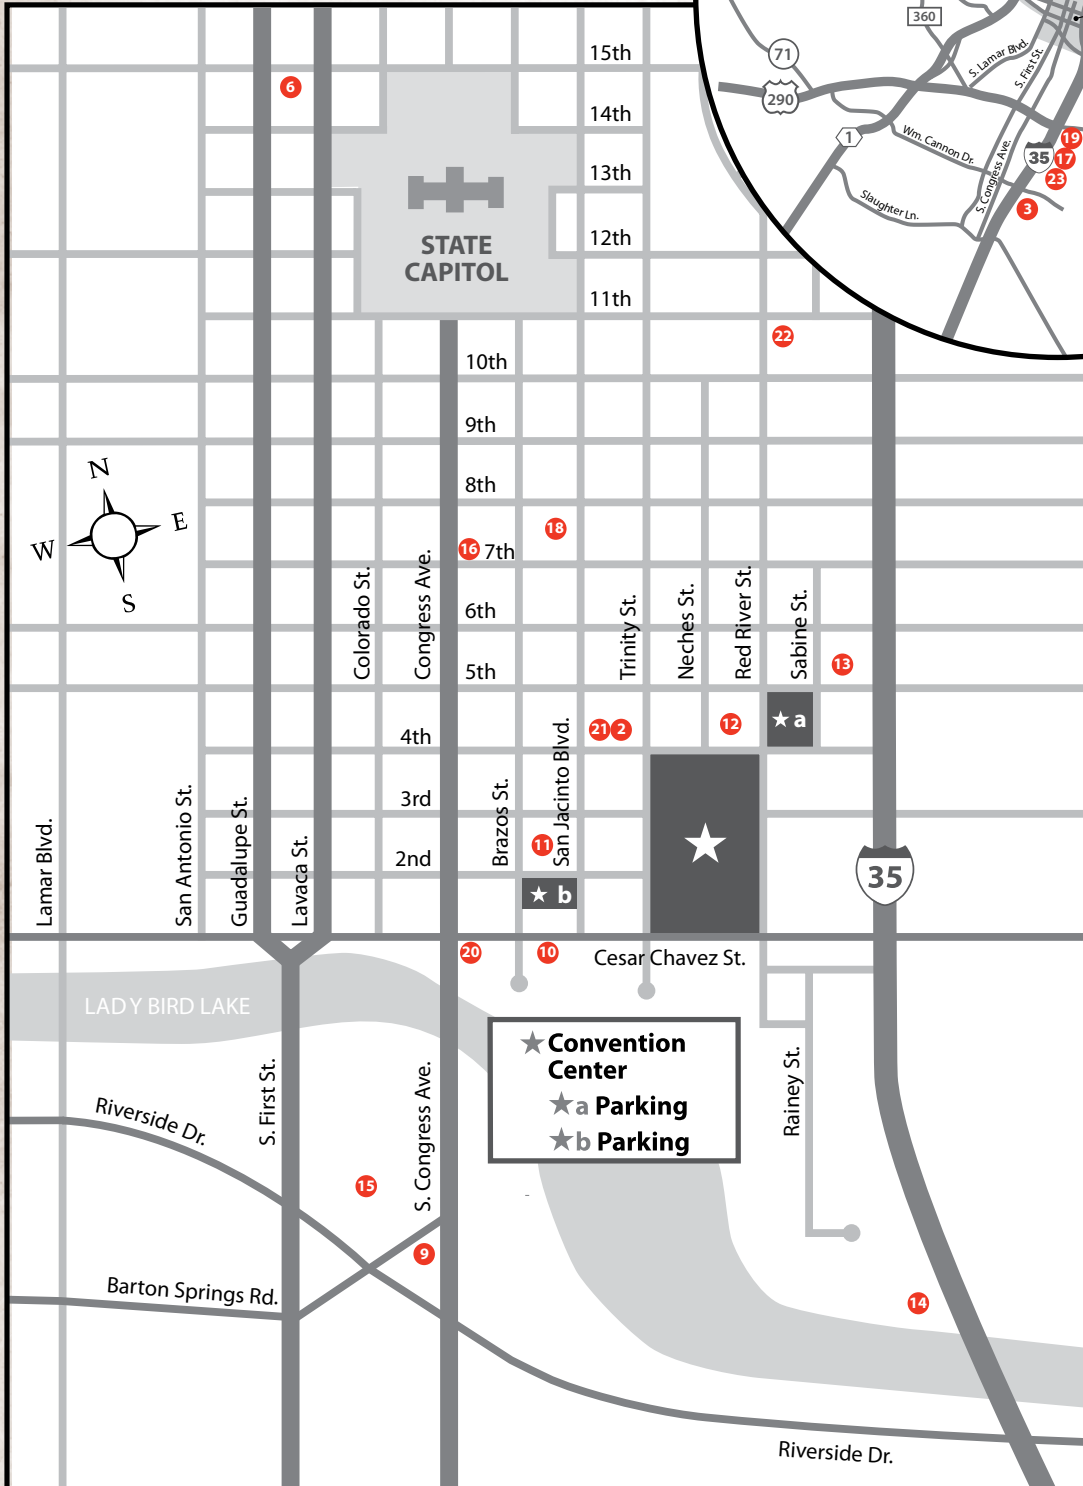 15th
14th
13th
12th
11th
10th
9th
8th
7th
6th
5th
4th
3rd
2nd
6
STATE
CAPITOL
22
18
16
13
12
21
2
11
20
10
15
9
14
N
E
W
S
Colorado St.
Congress Ave.
Trinity St.
Neches St.
Red River St.
Sabine St.
Lamar Blvd.
San Antonio St.
Guadalupe St.
Lavaca St.
Brazos St.
San Jacinto Blvd.
a
b
35
Cesar Chavez St.
LADY BIRD LAKE
Convention
Center
a Parking
b Parking
Rainey St.
S. First St.
S. Congress Ave.
Riverside Dr.
Barton Springs Rd.
Riverside Dr.
360
71
290
1
S. Lamar Blvd.
S. First St.
Wm. Cannon Dr.
S. Congress Ave.
Slaughter Ln.
35
19
17
23
3